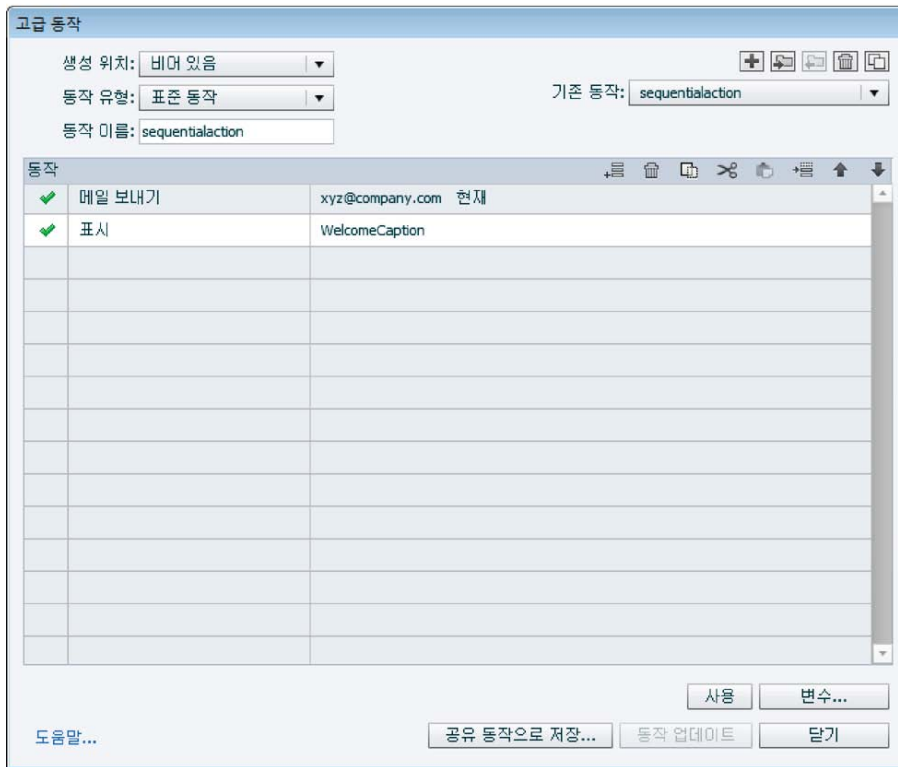 고급 동작
생성 위치: 비어 있음
동작 유형: 표준 동작
기존 동작: sequentialaction
동작 이름: sequentialaction
동작
메일 보내기 xyz@company.com 현재
표시 WelcomeCaption
사용 변수...
도움말... 공유 동작으로 저장... 동작 업데이트 닫기